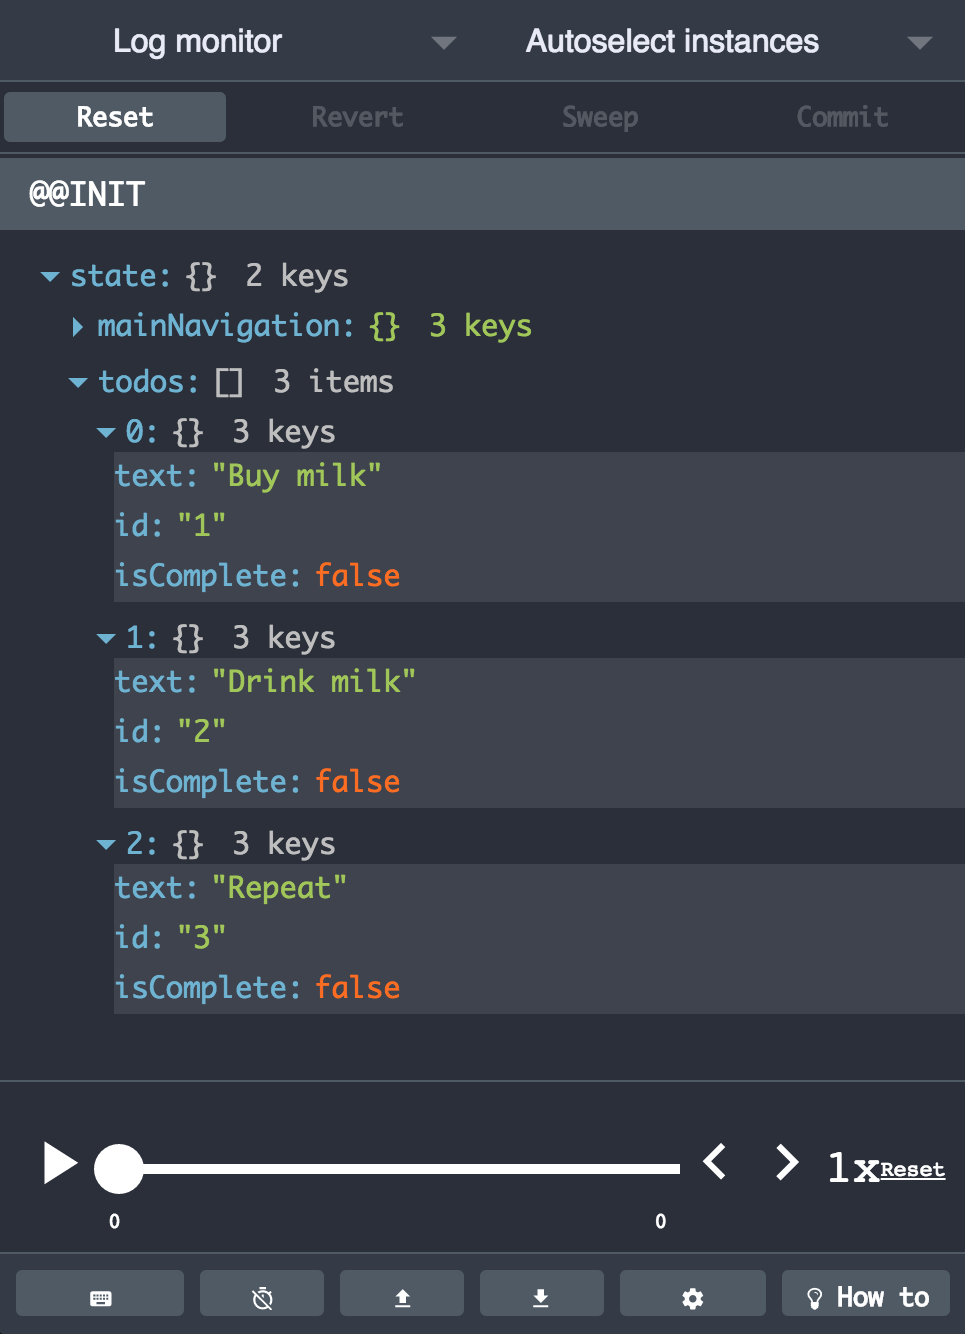 Log monitor Autoselect instances
Reset Revert Sweep Commit
@@INIT
state: {} 2 keys
mainNavigation: {} 3 keys
todos: [] 3 items
0: {} 3 keys
text: "Buy milk"
id: "1"
isComplete: false
1: {} 3 keys
text: "Drink milk"
id: "2"
isComplete: false
2: {} 3 keys
text: "Repeat"
id: "3"
isComplete: false
1x Reset
0 0
How to